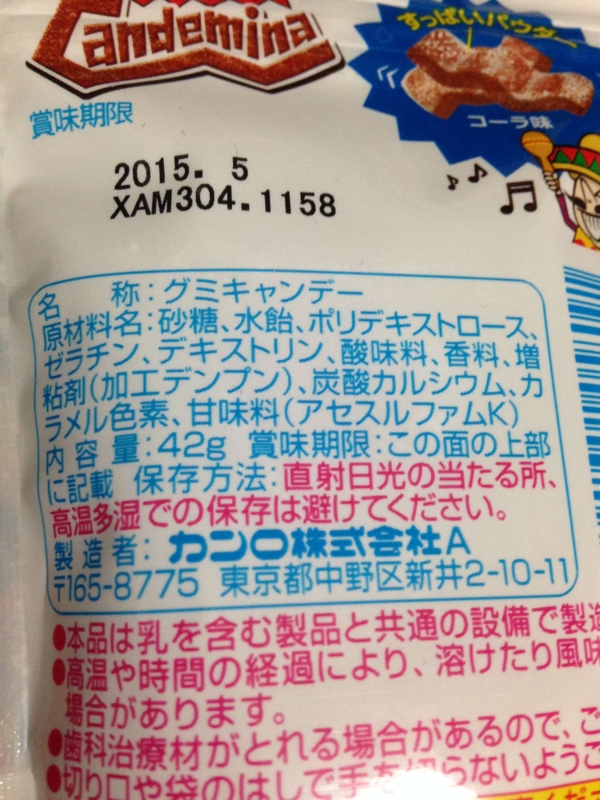 Candemina
すっぱいパウダー
コーラ味
賞味期限
2015. 5
XAM304.1158
名称:グミキャンデー
原材料名:砂糖、水飴、ポリデキストロース、
ゼラチン、デキストリン、酸味料、香料、増
粘剤(加工デンプン)、炭酸カルシウム、カ
ラメル色素、甘味料(アセスルファムK)
内容量:42g 賞味期限:この面の上部
に記載 保存方法:直射日光の当たる所、
高温多湿での保存は避けてください。
製造者:カンロ株式会社A
〒165-8775 東京都中野区新井2-10-11
●本品は乳を含む製品と共通の設備で製造
●高温や時間の経過により、溶けたり風味
場合があります。
●歯科治療材がとれる場合があるので、ご
●切り口や袋のはしで手を切らないようご